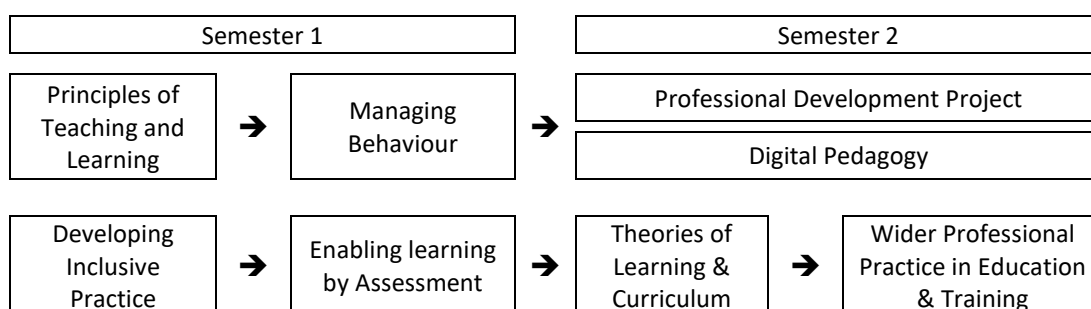 Semester 1
Semester 2
Principles of
Teaching and
Learning
➔
Managing
Behaviour
➔
Professional Development Project
Digital Pedagogy
Developing
Inclusive
Practice
➔
Enabling learning
by Assessment
➔
Theories of
Learning &
Curriculum
➔
Wider Professional
Practice in Education
& Training